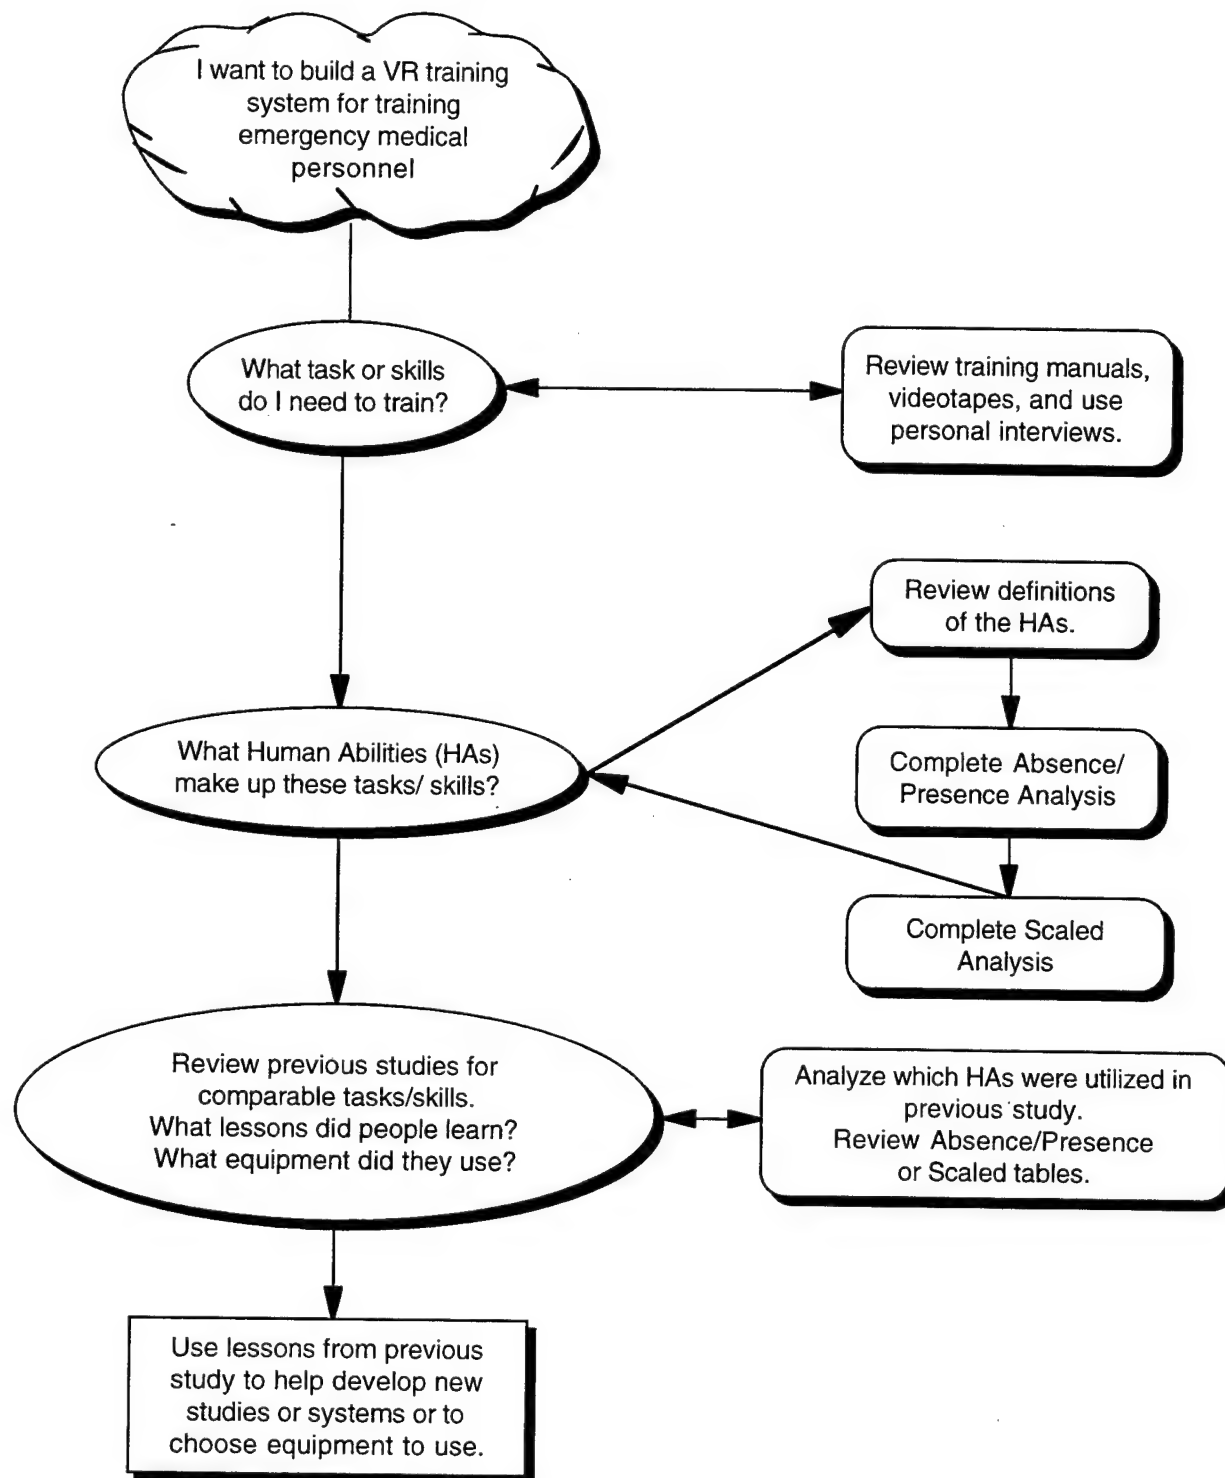 I want to build a VR training
system for training
emergency medical
personnel
What task or skills
do I need to train?
Review training manuals,
videotapes, and use
personal interviews.
Review definitions
of the HAs.
What Human Abilities (HAs)
make up these tasks/ skills?
Complete Absence/
Presence Analysis
Complete Scaled
Analysis
Review previous studies for
comparable tasks/skills.
What lessons did people learn?
What equipment did they use?
Analyze which HAs were utilized in
previous study.
Review Absence/Presence
or Scaled tables.
Use lessons from previous
study to help develop new
studies or systems or to
choose equipment to use.